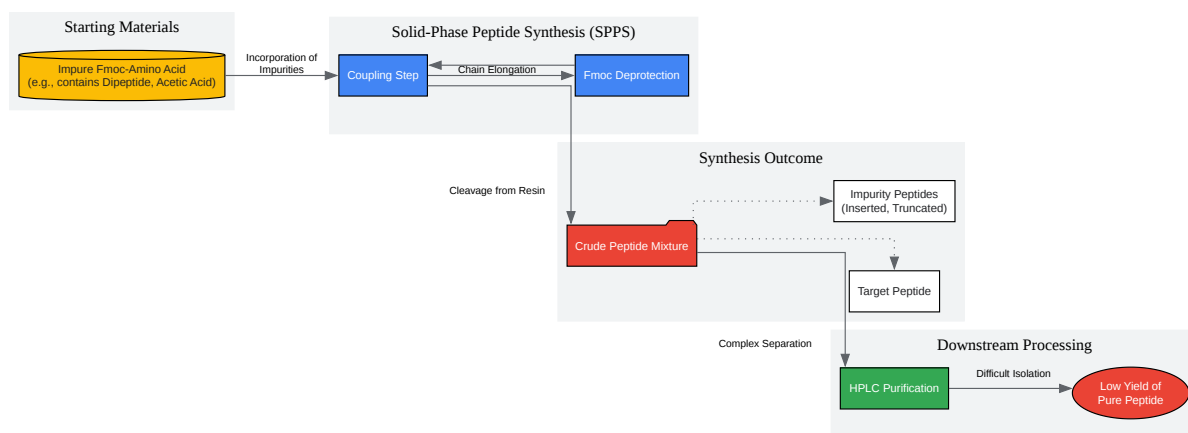 Starting Materials
Impure Fmoc-Amino Acid
(e.g., contains Dipeptide, Acetic Acid)
Incorporation of
Impurities
Solid-Phase Peptide Synthesis (SPPS)
Coupling Step
Chain Elongation
Fmoc Deprotection
Cleavage from Resin
Synthesis Outcome
Crude Peptide Mixture
Impurity Peptides
(Inserted, Truncated)
Target Peptide
Complex Separation
Downstream Processing
HPLC Purification
Difficult Isolation
Low Yield of
Pure Peptide